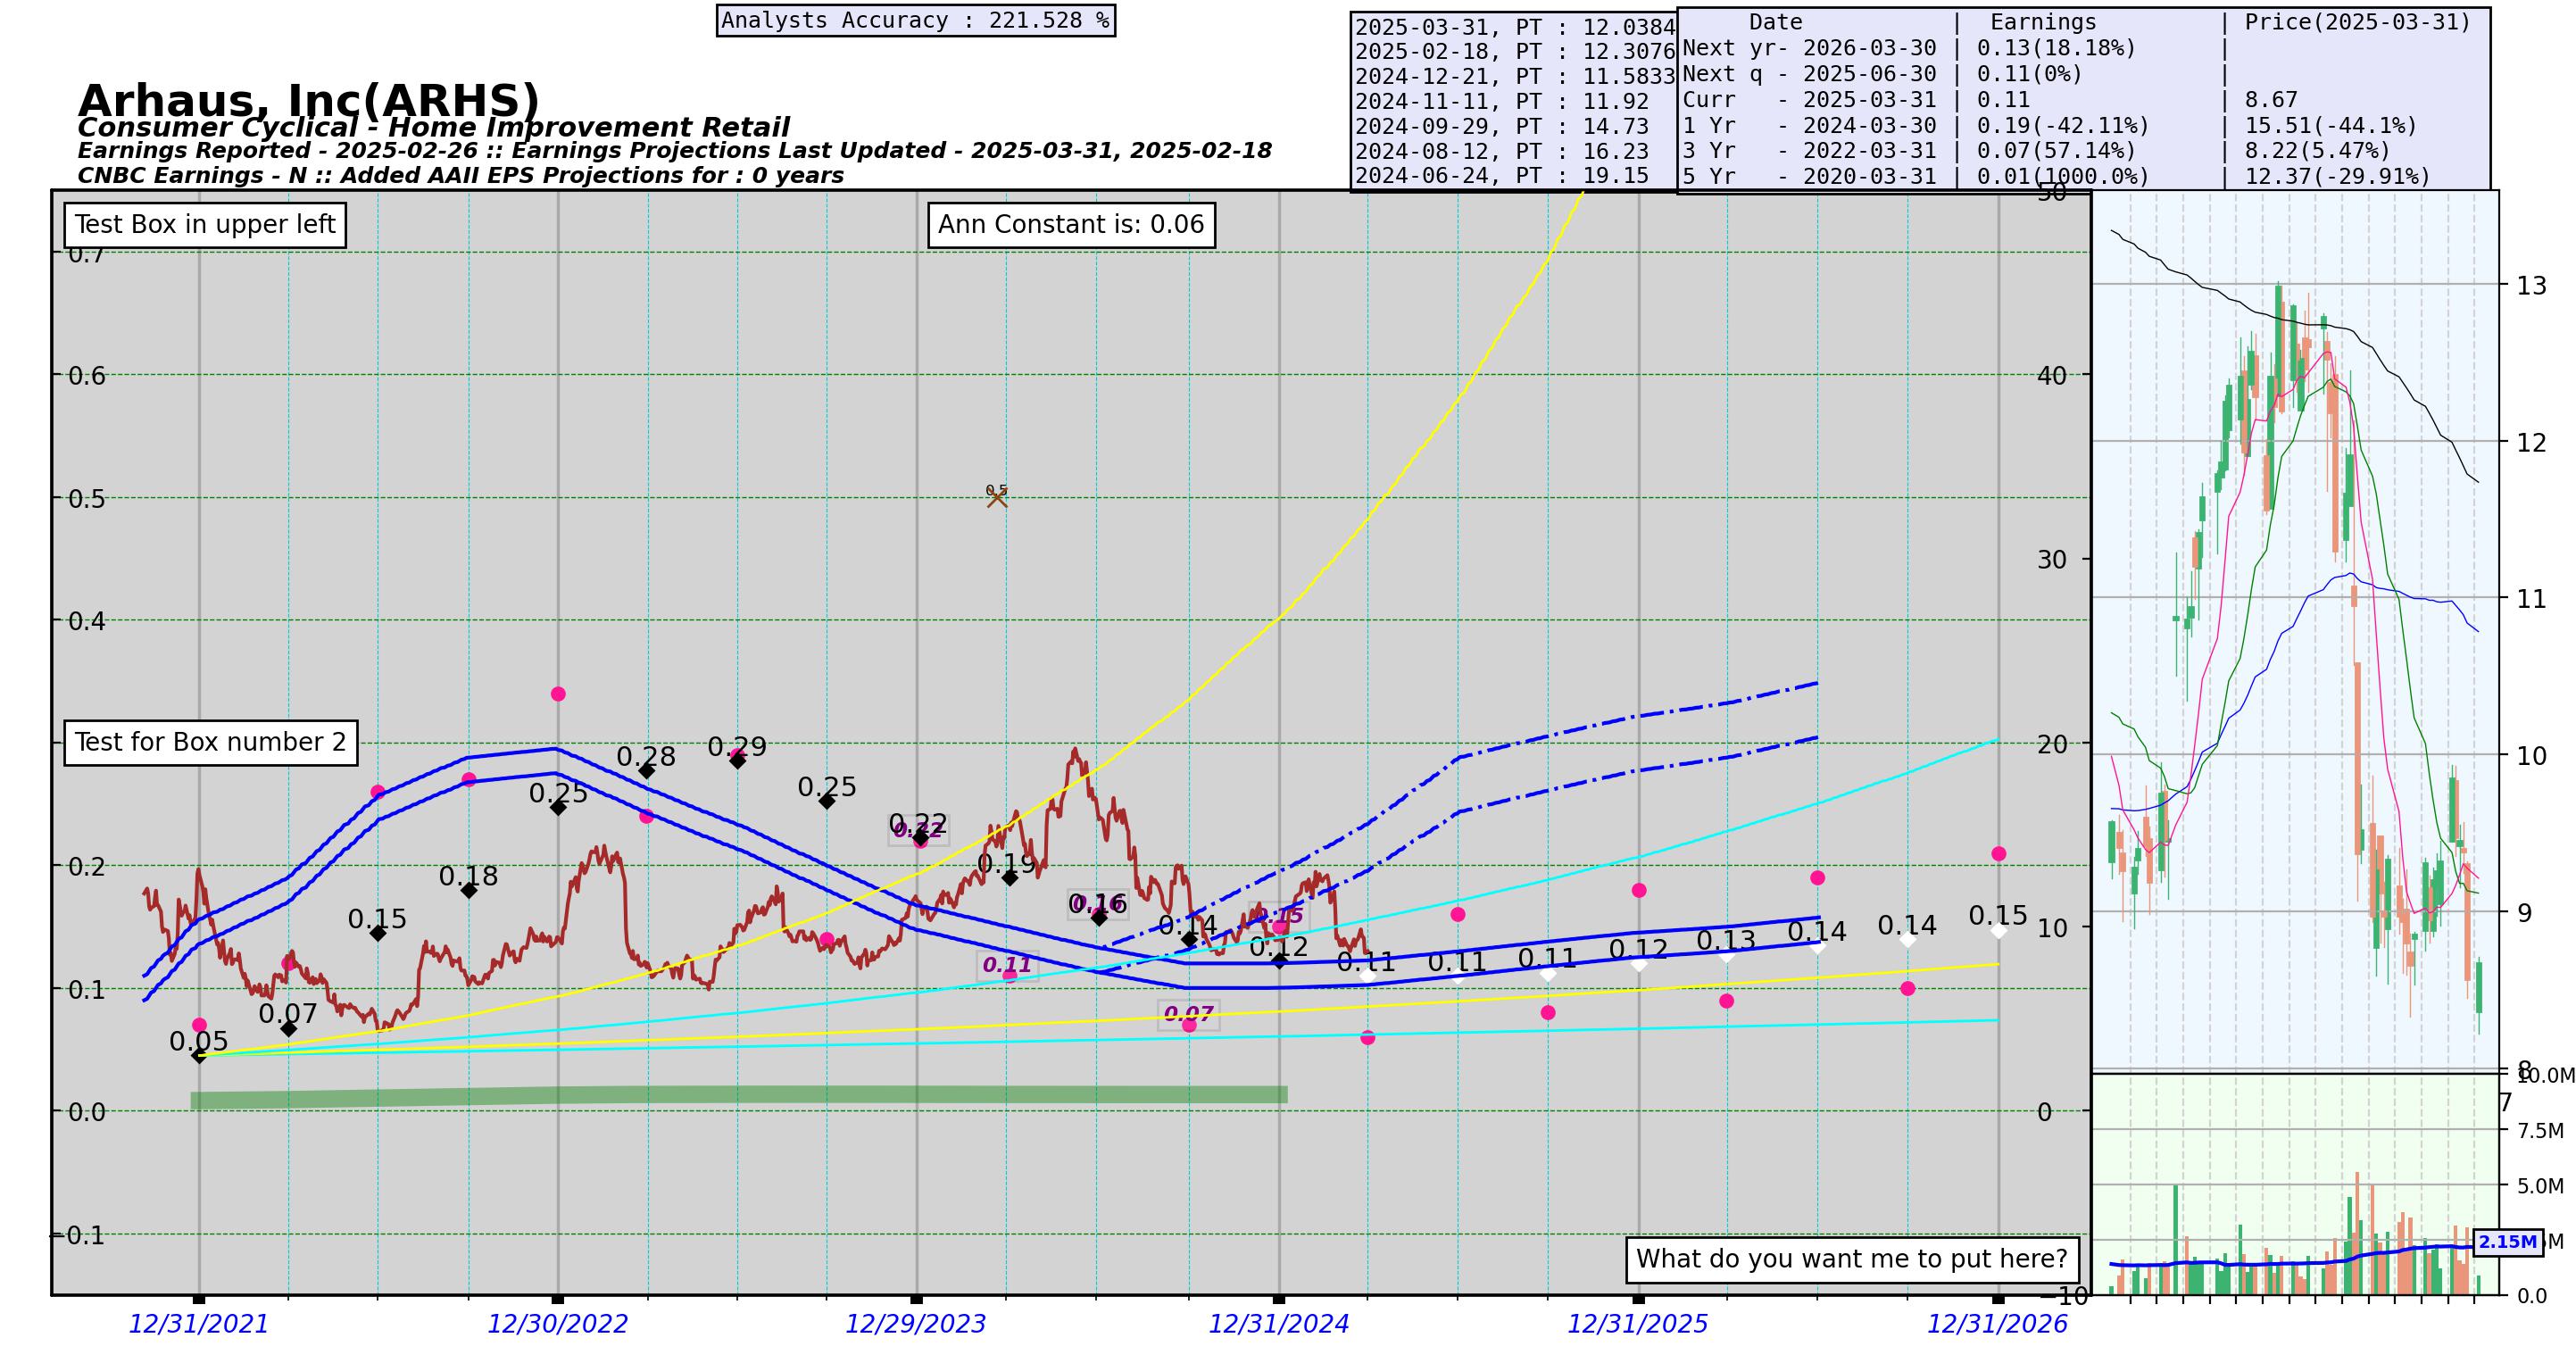 Analysts Accuracy : 221.528 %
2025-03-31, PT : 12.0384
2025-02-18, PT : 12.3076
2024-12-21, PT : 11.5833
2024-11-11, PT : 11.92
2024-09-29, PT : 14.73
2024-08-12, PT : 16.23
2024-06-24, PT : 19.15
Date | Earnings | Price(2025-03-31)
Next yr- 2026-03-30 | 0.13(18.18%) |
Next q - 2025-06-30 | 0.11(0%) |
Curr - 2025-03-31 | 0.11 | 8.67
1 Yr - 2024-03-30 | 0.19(-42.11%) | 15.51(-44.1%)
3 Yr - 2022-03-31 | 0.07(57.14%) | 8.22(5.47%)
5 Yr - 2020-03-31 | 0.01(1000.0%) | 12.37(-29.91%)
Arhaus, Inc(ARHS)
Consumer Cyclical - Home Improvement Retail
Earnings Reported - 2025-02-26 :: Earnings Projections Last Updated - 2025-03-31, 2025-02-18
CNBC Earnings - N :: Added AAII EPS Projections for : 0 years
Test Box in upper left
Ann Constant is: 0.06
Test for Box number 2
What do you want me to put here?
0.7
0.6
0.5
0.4
0.2
0.1
0.0
−0.1
50
40
30
20
10
0
−10
0.5
0.05
0.07
0.15
0.18
0.25
0.28
0.29
0.25
0.22
0.22
0.19
0.11
0.16
0.16
0.14
0.07
0.15
0.12
0.11
0.11
0.11
0.12
0.13
0.14
0.14
0.15
13
12
11
10
9
8
7
10.0M
7.5M
5.0M
2.15M
0.0
12/31/2021
12/30/2022
12/29/2023
12/31/2024
12/31/2025
12/31/2026